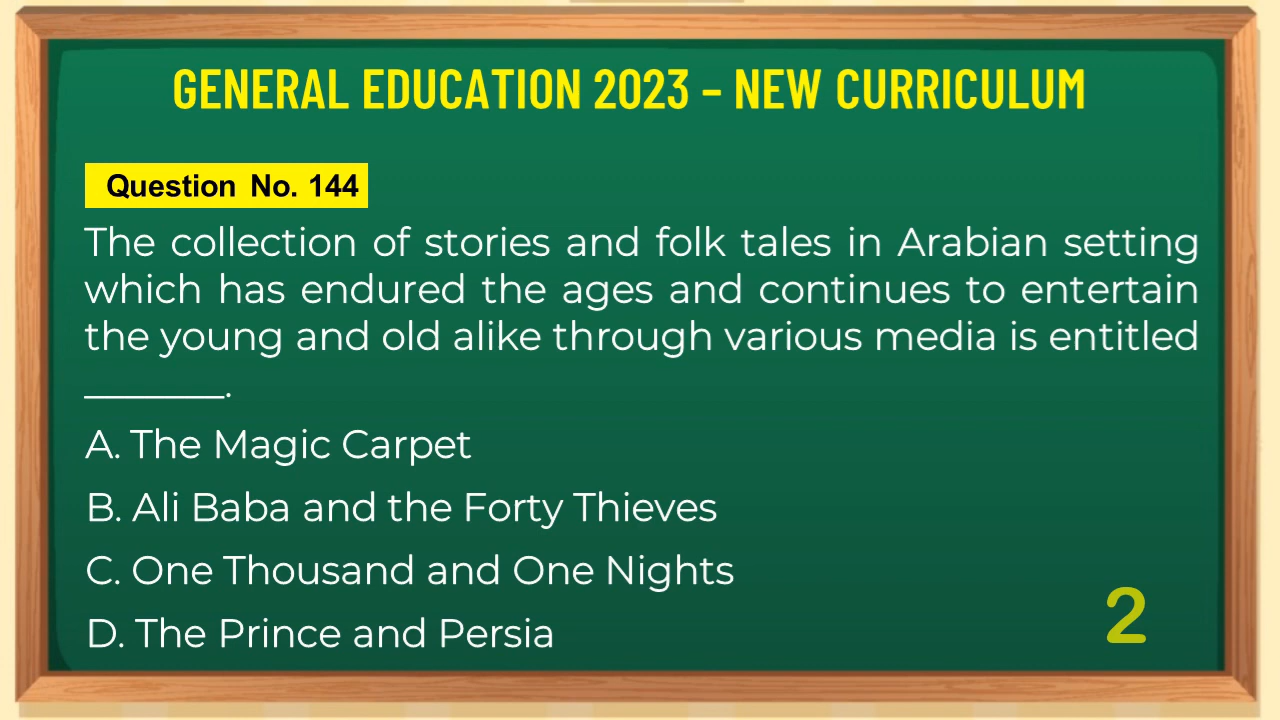 GENERAL EDUCATION 2023 – NEW CURRICULUM
Question No. 144
The collection of stories and folk tales in Arabian setting
which has endured the ages and continues to entertain
the young and old alike through various media is entitled
_______.
A. The Magic Carpet
B. Ali Baba and the Forty Thieves
C. One Thousand and One Nights
D. The Prince and Persia
2